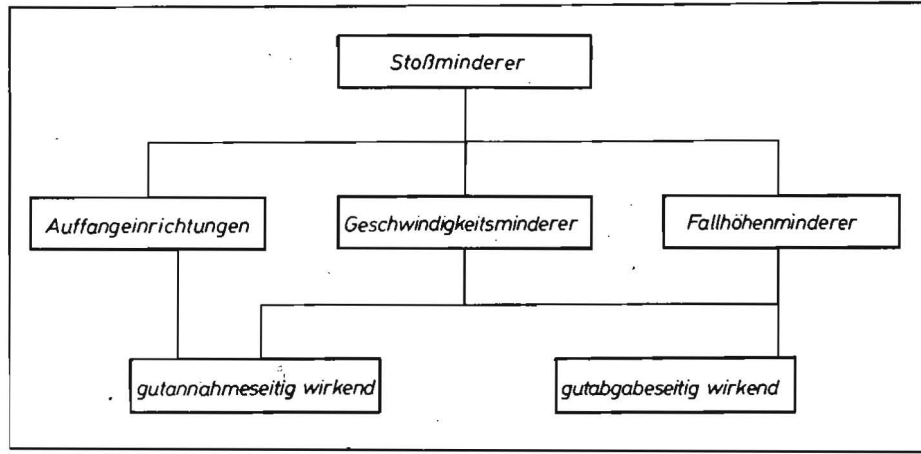 Stoßminderer
Auffangeinrichtungen
Geschwindigkeitsminderer
Fallhöhenminderer
gutannahmeseitig wirkend
gutabgabeseitig wirkend